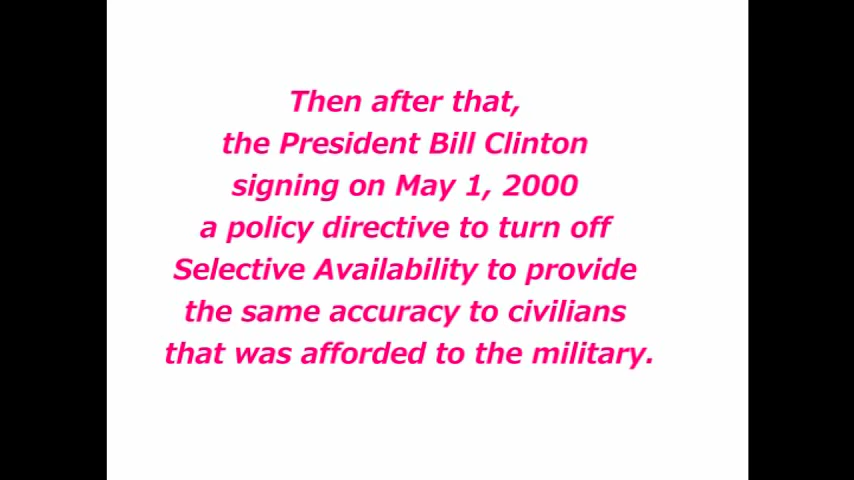 Then after that,
the President Bill Clinton
signing on May 1, 2000
a policy directive to turn off
Selective Availability to provide
the same accuracy to civilians
that was afforded to the military.